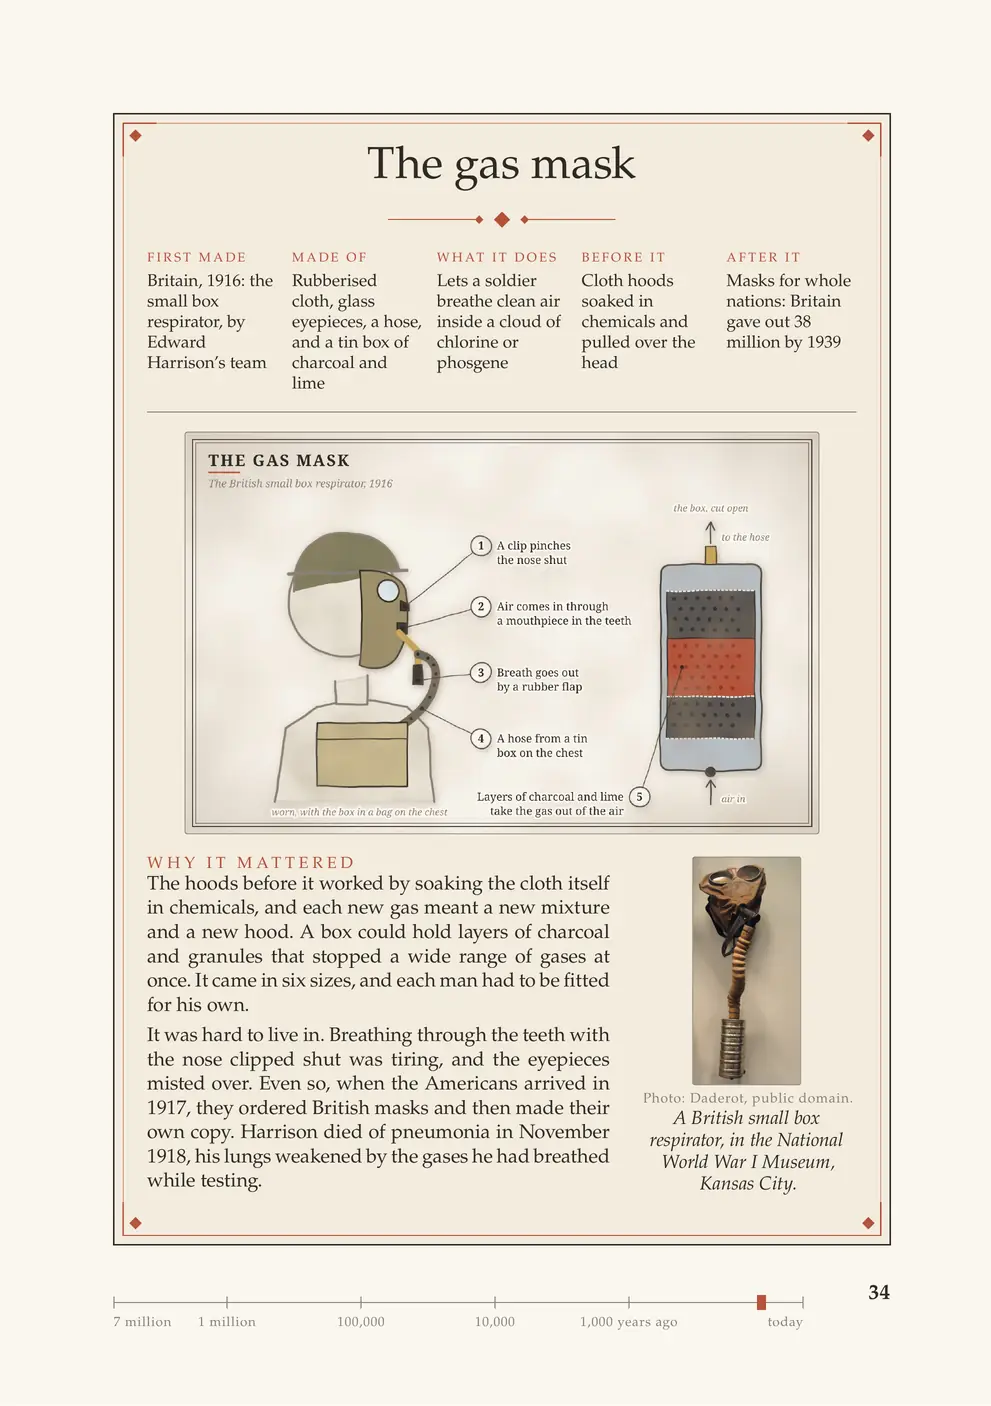 The gas mask
FIRST MADE
Britain, 1916: the
small box
respirator, by
Edward
Harrison’s team
MADE OF
Rubberised
cloth, glass
eyepieces, a hose,
and a tin box of
charcoal and
lime
WHAT IT DOES
Lets a soldier
breathe clean air
inside a cloud of
chlorine or
phosgene
BEFORE IT
Cloth hoods
soaked in
chemicals and
pulled over the
head
AFTER IT
Masks for whole
nations: Britain
gave out 38
million by 1939
THE GAS MASK
The British small box respirator, 1916
1 A clip pinches
the nose shut
2 Air comes in through
a mouthpiece in the teeth
3 Breath goes out
by a rubber flap
4 A hose from a tin
box on the chest
Layers of charcoal and lime 5
take the gas out of the air
worn, with the box in a bag on the chest
the box, cut open
to the hose
air in
WHY IT MATTERED
The hoods before it worked by soaking the cloth itself
in chemicals, and each new gas meant a new mixture
and a new hood. A box could hold layers of charcoal
and granules that stopped a wide range of gases at
once. It came in six sizes, and each man had to be fitted
for his own.
It was hard to live in. Breathing through the teeth with
the nose clipped shut was tiring, and the eyepieces
misted over. Even so, when the Americans arrived in
1917, they ordered British masks and then made their
own copy. Harrison died of pneumonia in November
1918, his lungs weakened by the gases he had breathed
while testing.
Photo: Daderot, public domain.
A British small box
respirator, in the National
World War I Museum,
Kansas City.
34
7 million 1 million 100,000 10,000 1,000 years ago today